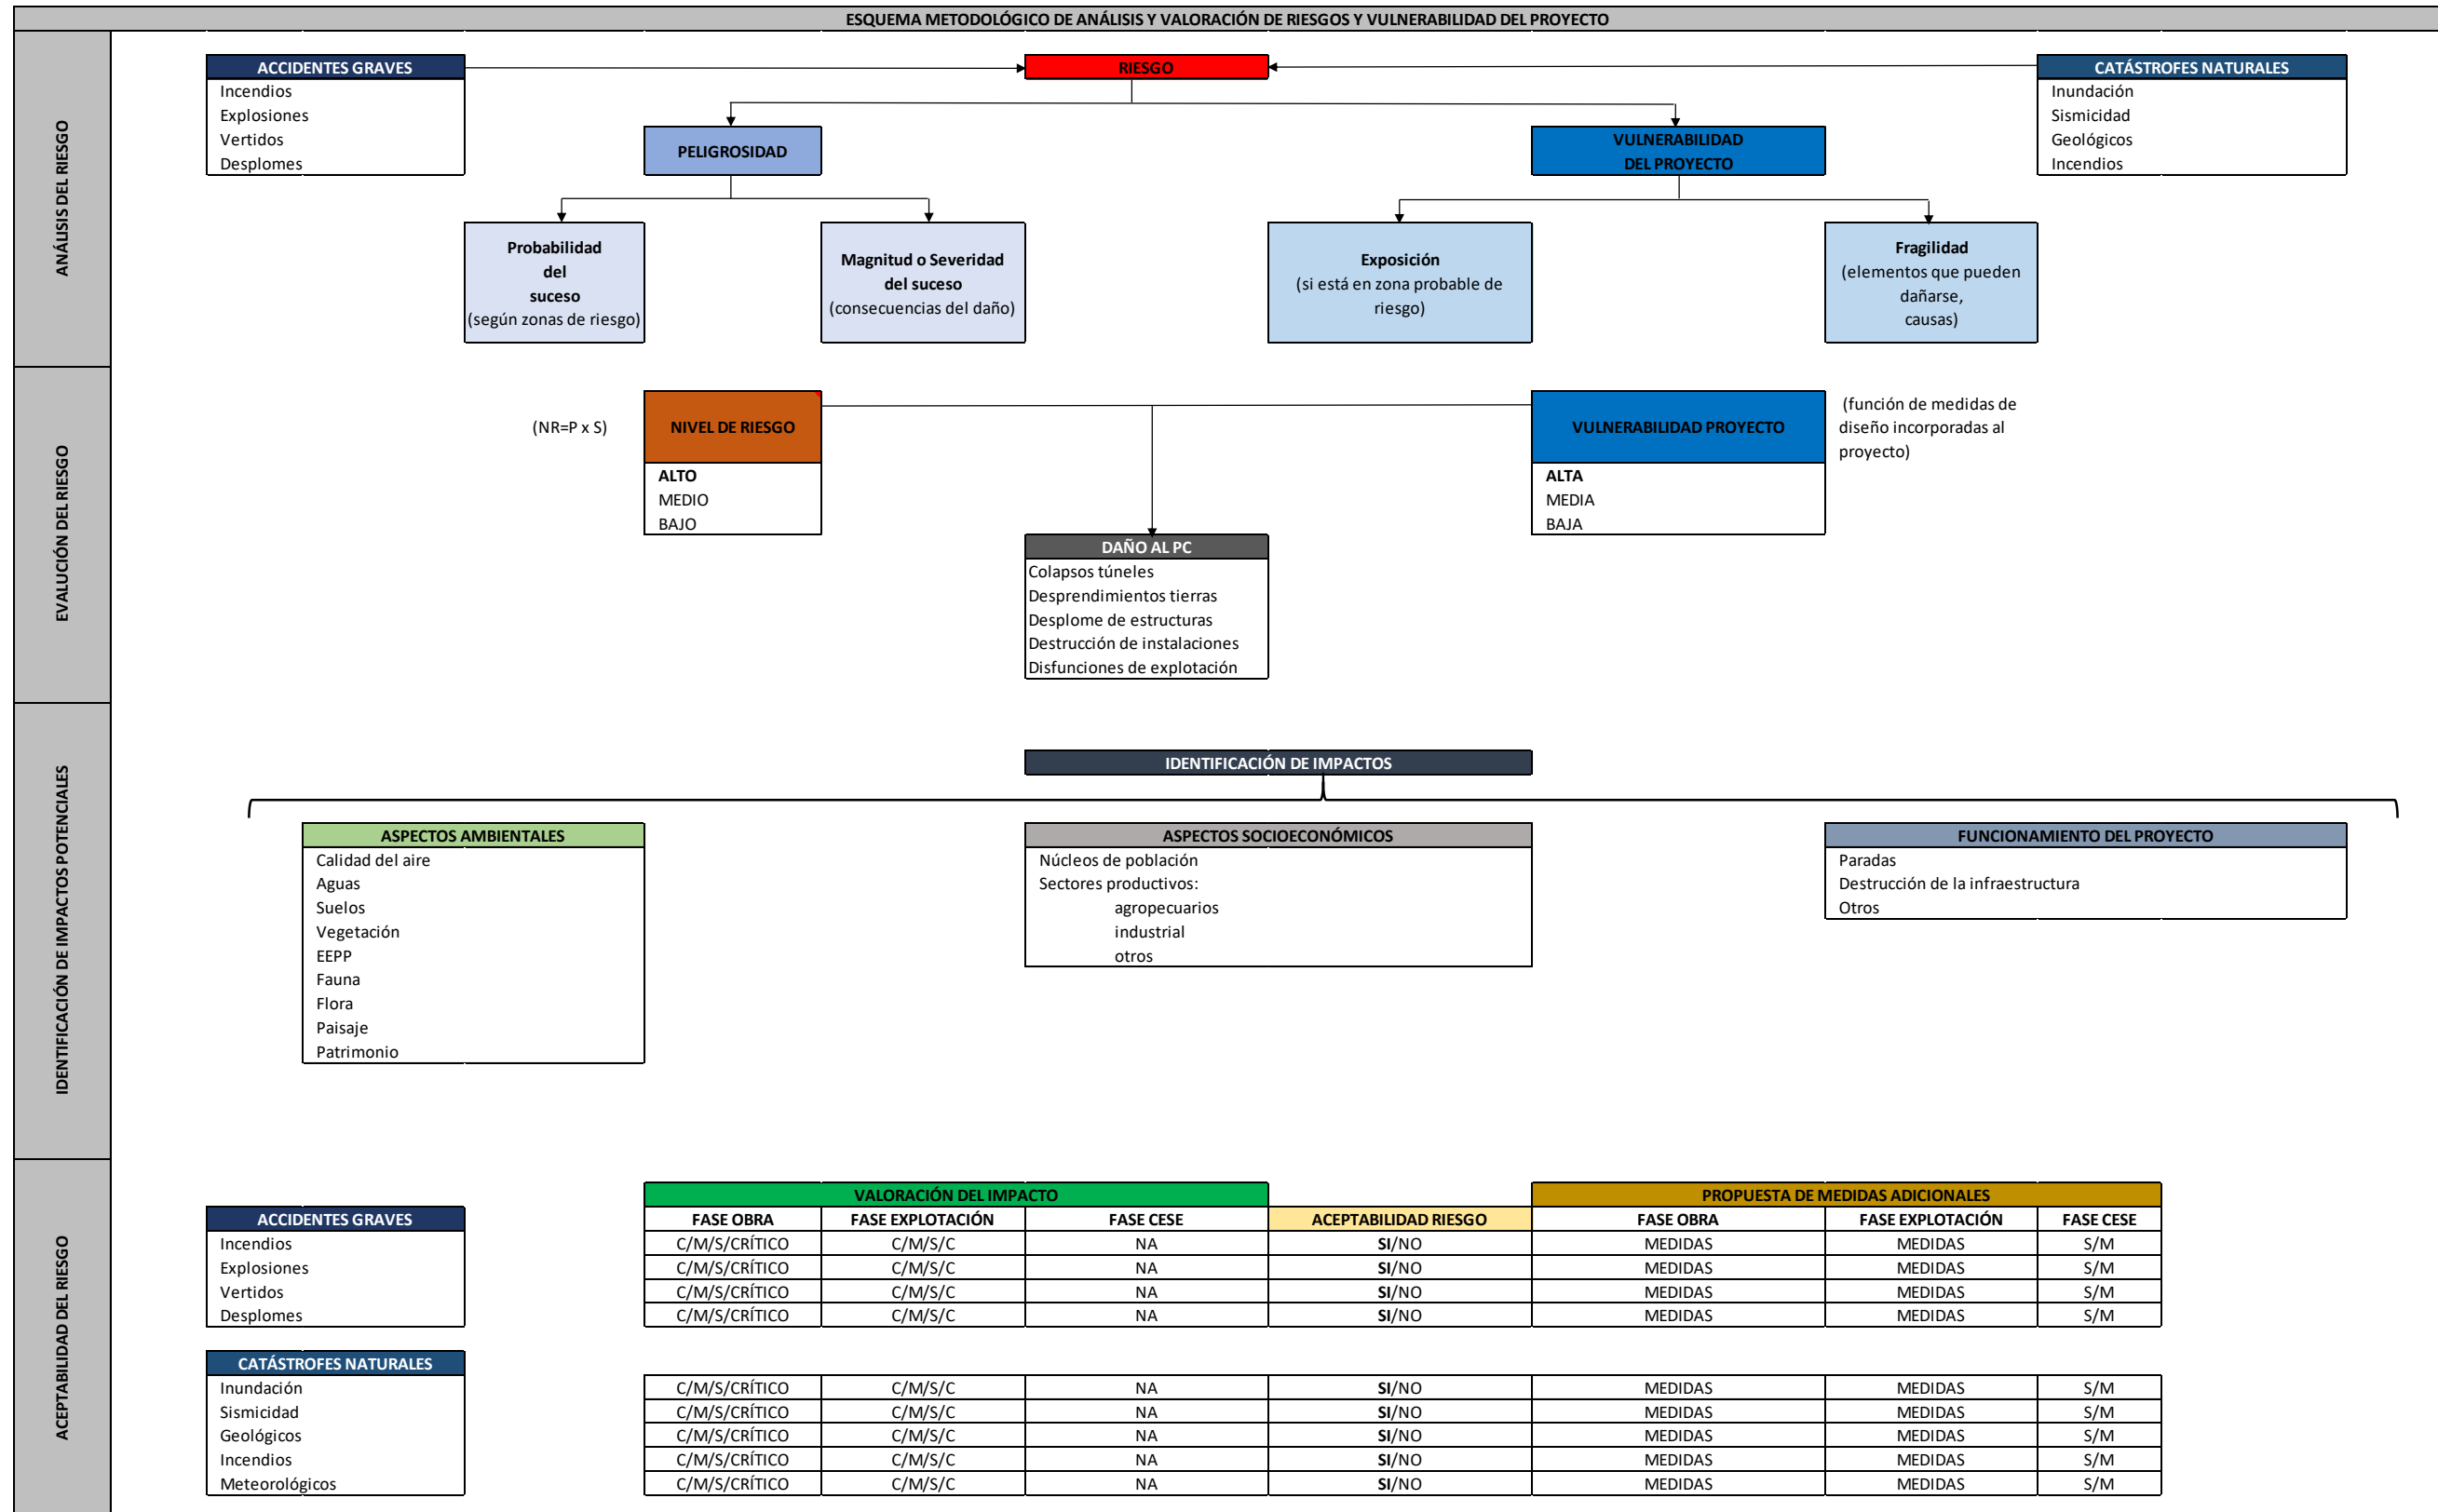 ESQUEMA METODOLÓGICO DE ANÁLISIS Y VALORACIÓN DE RIESGOS Y VULNERABILIDAD DEL PROYECTO
ANÁLISIS DEL RIESGO
ACCIDENTES GRAVES
Incendios
Explosiones
Vertidos
Desplomes
RIESGO
CATÁSTROFES NATURALES
Inundación
Sismicidad
Geológicos
Incendios
PELIGROSIDAD
VULNERABILIDAD
DEL PROYECTO
Probabilidad
del
suceso
(según zonas de riesgo)
Magnitud o Severidad
del suceso
(consecuencias del daño)
Exposición
(si está en zona probable de
riesgo)
Fragilidad
(elementos que pueden
dañarse,
causas)
EVALUCIÓN DEL RIESGO
(NR=P x S)
NIVEL DE RIESGO
ALTO
MEDIO
BAJO
VULNERABILIDAD PROYECTO
ALTA
MEDIA
BAJA
(función de medidas de
diseño incorporadas al
proyecto)
DAÑO AL PC
Colapsos túneles
Desprendimientos tierras
Desplome de estructuras
Destrucción de instalaciones
Disfunciones de explotación
IDENTIFICACIÓN DE IMPACTOS POTENCIALES
IDENTIFICACIÓN DE IMPACTOS
ASPECTOS AMBIENTALES
Calidad del aire
Aguas
Suelos
Vegetación
EEPP
Fauna
Flora
Paisaje
Patrimonio
ASPECTOS SOCIOECONÓMICOS
Núcleos de población
Sectores productivos:
agropecuarios
industrial
otros
FUNCIONAMIENTO DEL PROYECTO
Paradas
Destrucción de la infraestructura
Otros
ACEPTABILIDAD DEL RIESGO
VALORACIÓN DEL IMPACTO PROPUESTA DE MEDIDAS ADICIONALES
ACCIDENTES GRAVES FASE OBRA FASE EXPLOTACIÓN FASE CESE ACEPTABILIDAD RIESGO FASE OBRA FASE EXPLOTACIÓN FASE CESE
Incendios C/M/S/CRÍTICO C/M/S/C NA SI/NO MEDIDAS MEDIDAS S/M
Explosiones C/M/S/CRÍTICO C/M/S/C NA SI/NO MEDIDAS MEDIDAS S/M
Vertidos C/M/S/CRÍTICO C/M/S/C NA SI/NO MEDIDAS MEDIDAS S/M
Desplomes C/M/S/CRÍTICO C/M/S/C NA SI/NO MEDIDAS MEDIDAS S/M
CATÁSTROFES NATURALES
Inundación C/M/S/CRÍTICO C/M/S/C NA SI/NO MEDIDAS MEDIDAS S/M
Sismicidad C/M/S/CRÍTICO C/M/S/C NA SI/NO MEDIDAS MEDIDAS S/M
Geológicos C/M/S/CRÍTICO C/M/S/C NA SI/NO MEDIDAS MEDIDAS S/M
Incendios C/M/S/CRÍTICO C/M/S/C NA SI/NO MEDIDAS MEDIDAS S/M
Meteorológicos C/M/S/CRÍTICO C/M/S/C NA SI/NO MEDIDAS MEDIDAS S/M